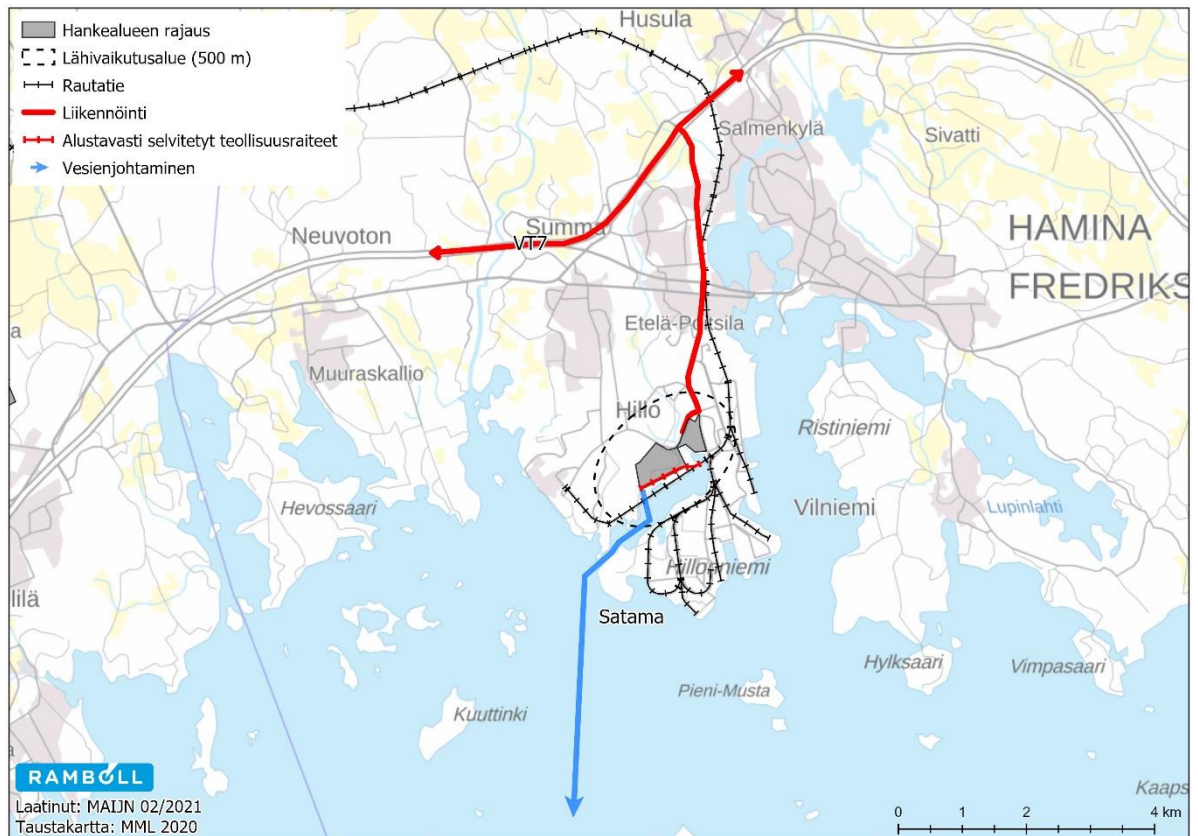 Hankealueen rajaus
Lähivaikutusalue (500 m)
Rautatie
Liikennöinti
Alustavasti selvitetyt teollisuusraiteet
Vesienjohtaminen
Husula
Salmenkylä
Sivatti
Neuvoton
VT7
Summa
HAMINA
FREDRIKS
Etelä-Poitsila
Muuraskallio
Hillo
Ristiniemi
Hevossaari
Vilniemi
Lupinlahti
Hillonniemi
lilä
Satama
Hylksaari
Vimpasaari
Pieni-Musta
Kuuttinki
Kaaps
RAMBOLL
Laatinut: MAIJN 02/2021
Taustakartta: MML 2020
0 1 2 4 km